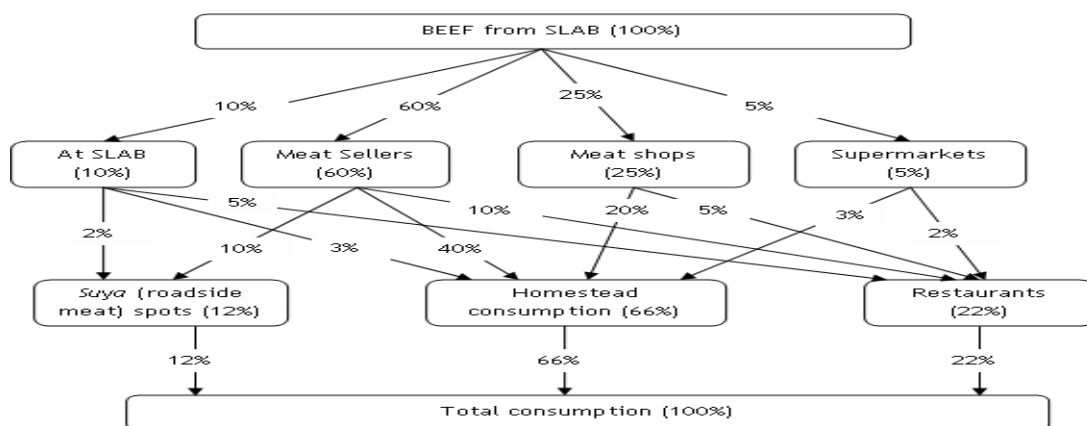 BEEF from SLAB (100%)
10%
60%
25%
5%
At SLAB
(10%)
Meat Sellers
(60%)
Meat shops
(25%)
Supermarkets
(5%)
5%
10%
20%
5%
3%
2%
10%
3%
40%
2%
Suya (roadside
meat) spots (12%)
Homestead
consumption (66%)
Restaurants
(22%)
12%
66%
22%
Total consumption (100%)